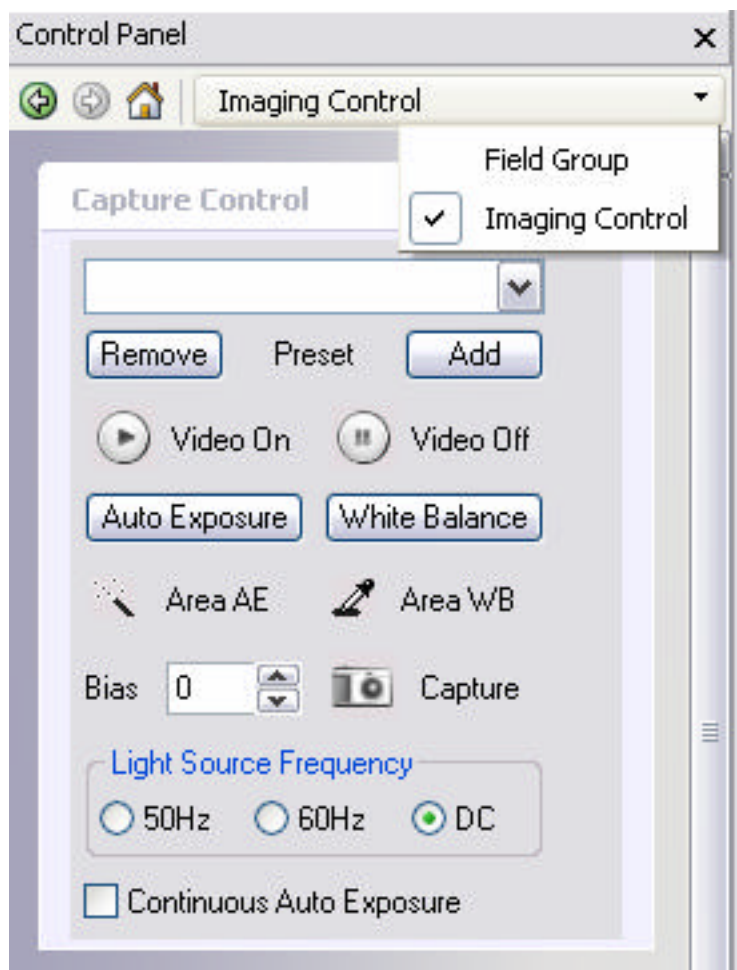 Control Panel
Imaging Control
Field Group
Imaging Control
Capture Control
Remove Preset Add
Video On Video Off
Auto Exposure White Balance
Area AE Area WB
Bias 0 Capture
Light Source Frequency
50Hz 60Hz DC
Continuous Auto Exposure